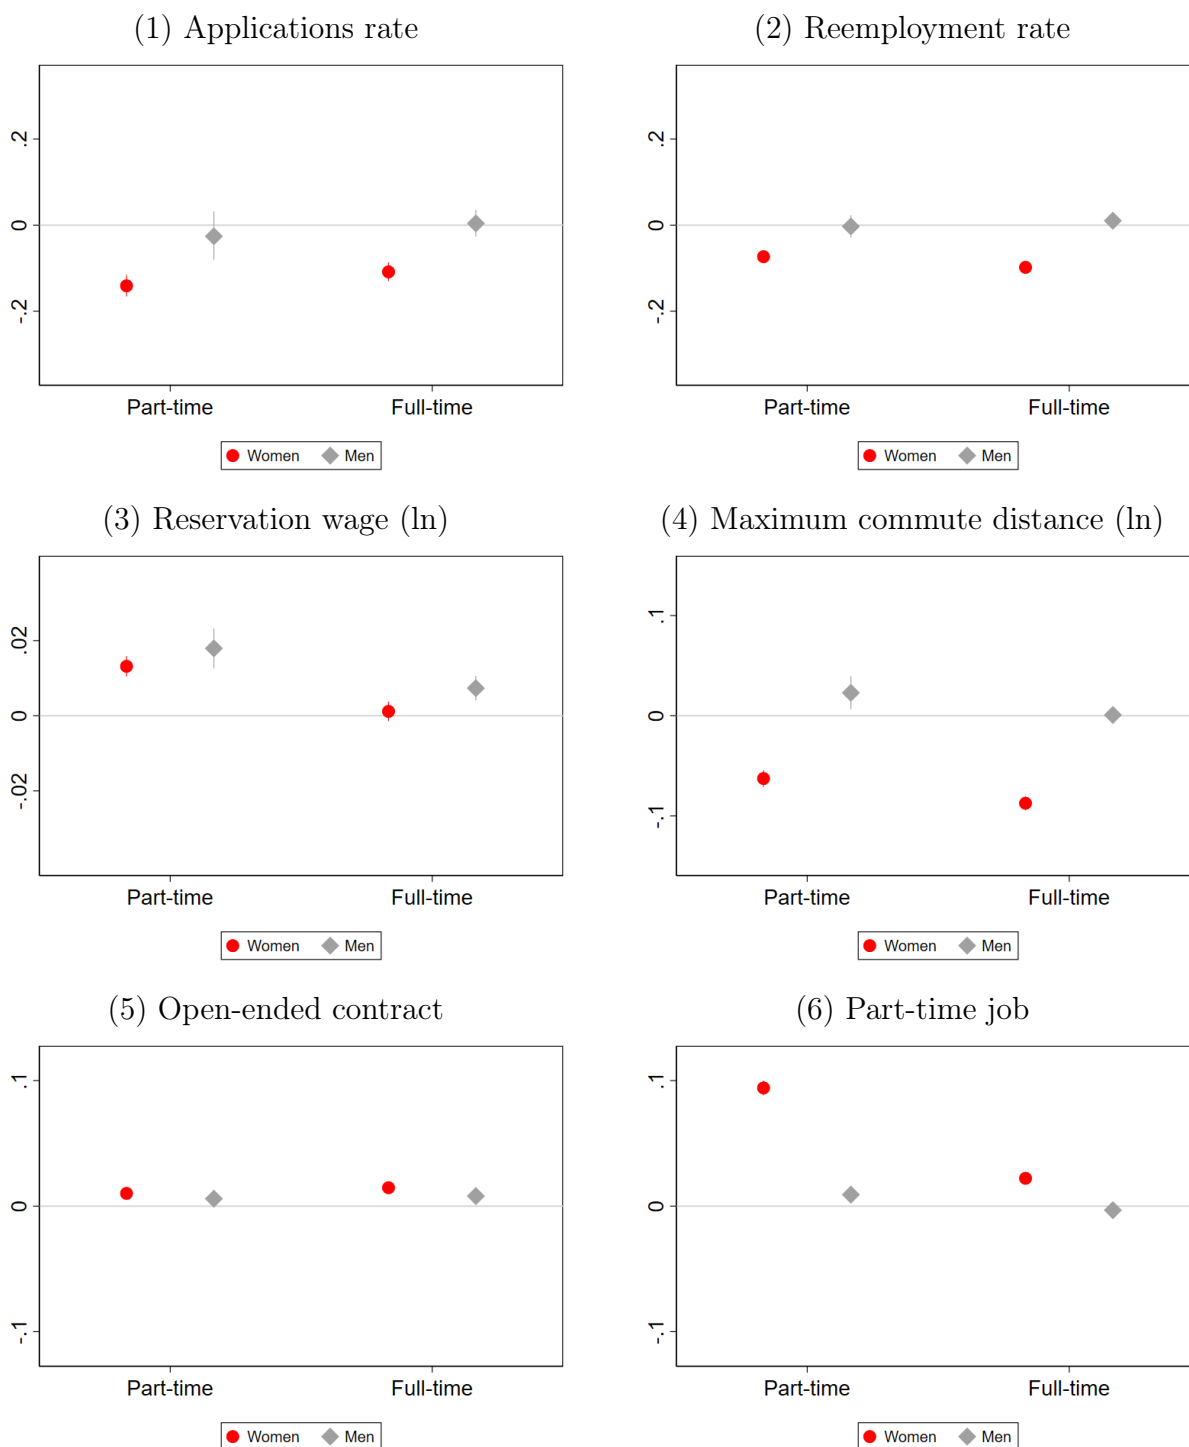 (1) Applications rate
.2
0
-.2
Part-time
Full-time
Women
Men
(2) Reemployment rate
.2
0
-.2
Part-time
Full-time
Women
Men
(3) Reservation wage (ln)
.02
0
-.02
Part-time
Full-time
Women
Men
(4) Maximum commute distance (ln)
.1
0
-.1
Part-time
Full-time
Women
Men
(5) Open-ended contract
.1
0
-.1
Part-time
Full-time
Women
Men
(6) Part-time job
.1
0
-.1
Part-time
Full-time
Women
Men